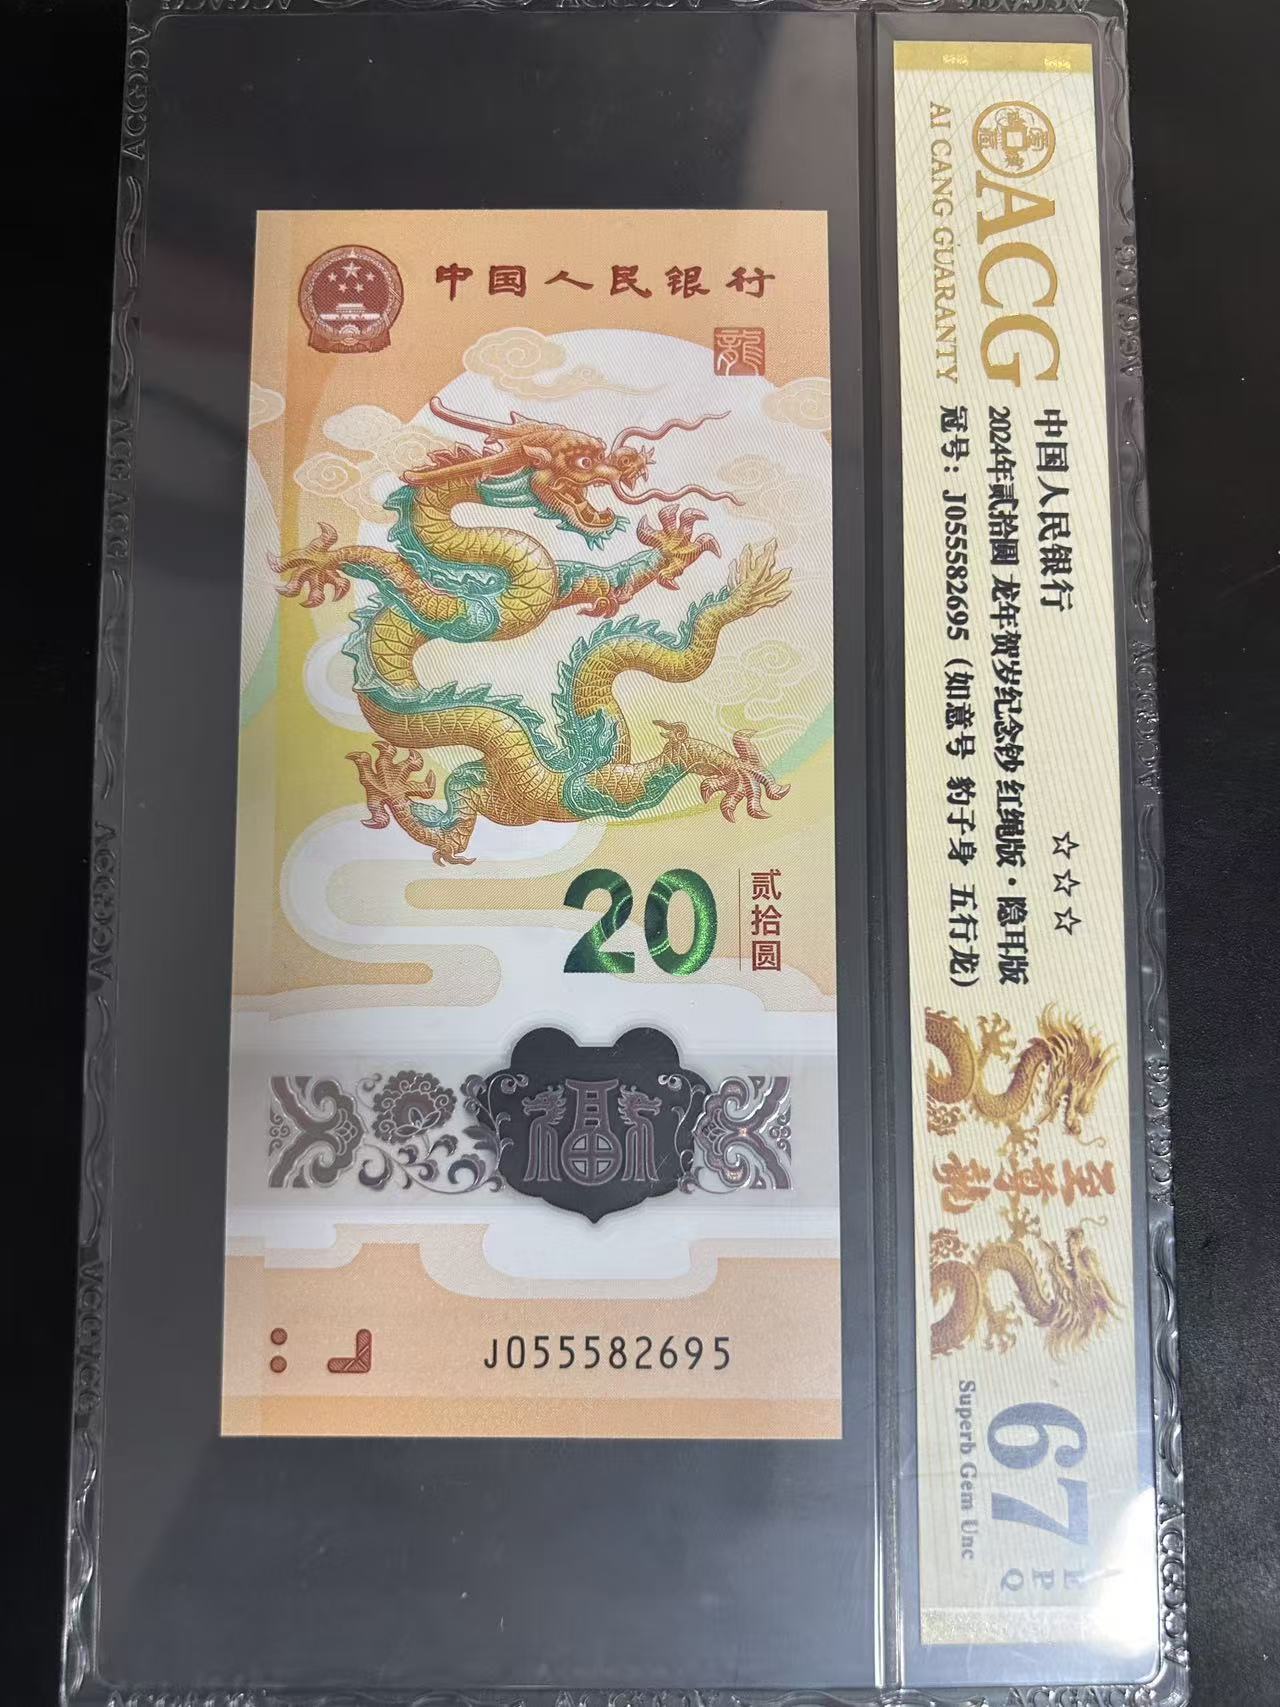 中国人民银行
龍
20
贰拾圆
福
J055582695
ACG
AI CANG GUARANTY
中国人民银行
☆☆☆
2024年贰拾圆 龙年贺岁纪念钞 红绳版·隐耳版
冠号：J055582695（如意号 豹子身 五行龙）
至尊龍
67
EPQ
Superb Gem Unc